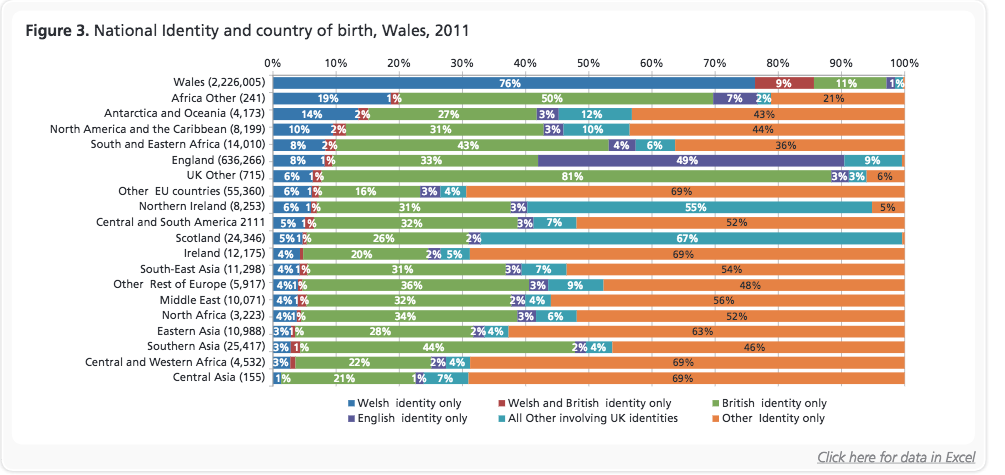 Figure 3. National Identity and country of birth, Wales, 2011
0% 10% 20% 30% 40% 50% 60% 70% 80% 90% 100%
Wales (2,226,005) 76% 9% 11% 1%
Africa Other (241) 19% 1% 50% 7% 2% 21%
Antarctica and Oceania (4,173) 14% 2% 27% 3% 12% 43%
North America and the Caribbean (8,199) 10% 2% 31% 3% 10% 44%
South and Eastern Africa (14,010) 8% 2% 43% 4% 6% 36%
England (636,266) 8% 1% 33% 49% 9%
UK Other (715) 6% 1% 81% 3% 3% 6%
Other EU countries (55,360) 6% 1% 16% 3% 4% 69%
Northern Ireland (8,253) 6% 1% 31% 3% 55% 5%
Central and South America 2111 5% 1% 32% 3% 7% 52%
Scotland (24,346) 5% 1% 26% 2% 67%
Ireland (12,175) 4% 20% 2% 5% 69%
South-East Asia (11,298) 4% 1% 31% 3% 7% 54%
Other Rest of Europe (5,917) 4% 1% 36% 3% 9% 48%
Middle East (10,071) 4% 1% 32% 2% 4% 56%
North Africa (3,223) 4% 1% 34% 3% 6% 52%
Eastern Asia (10,988) 3% 1% 28% 2% 4% 63%
Southern Asia (25,417) 3% 1% 44% 2% 4% 46%
Central and Western Africa (4,532) 3% 22% 2% 4% 69%
Central Asia (155) 1% 21% 1% 7% 69%
Welsh identity only Welsh and British identity only British identity only
English identity only All Other involving UK identities Other Identity only
Click here for data in Excel